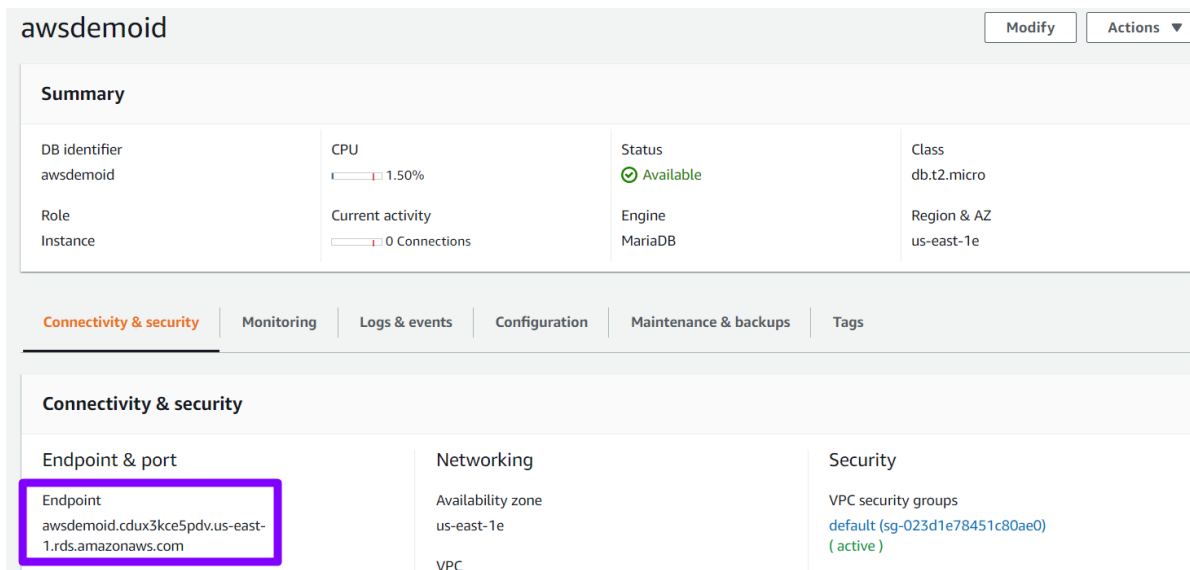 awsdemoid
Modify
Actions
Summary
DB identifier
awsdemoid
CPU
1.50%
Status
Available
Class
db.t2.micro
Role
Instance
Current activity
0 Connections
Engine
MariaDB
Region & AZ
us-east-1e
Connectivity & security
Monitoring
Logs & events
Configuration
Maintenance & backups
Tags
Connectivity & security
Endpoint & port
Endpoint
awsdemoid.cdux3kce5pdv.us-east-
1.rds.amazonaws.com
Networking
Availability zone
us-east-1e
VPC
Security
VPC security groups
default (sg-023d1e78451c80ae0)
( active )